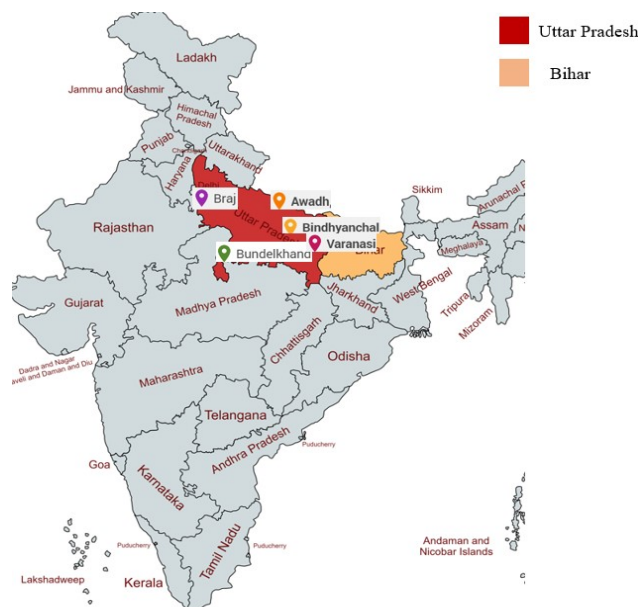 Uttar Pradesh
Bihar
Ladakh
Jammu and Kashmir
Himachal
Pradesh
Punjab
Uttarakhand
Haryana
Delhi
Braj
Awadh,
Uttar Pradesh
Bindhyanchal
Varanasi
Bihar
Bundelkhand
Rajasthan
Sikkim
Arunachal P
Assam
N
Meghalaya
Tripura
Mizoram
West Bengal
Jharkhand
Gujarat
Madhya Pradesh
Chhattisgarh
Odisha
Dadra and Nagar
aveli and Daman and Diu
Maharashtra
Telangana
Andhra Pradesh
Puducherry
Goa
Karnataka
Puducherry
Puducherry
Tamil Nadu
Kerala
Lakshadweep
Andaman and
Nicobar Islands